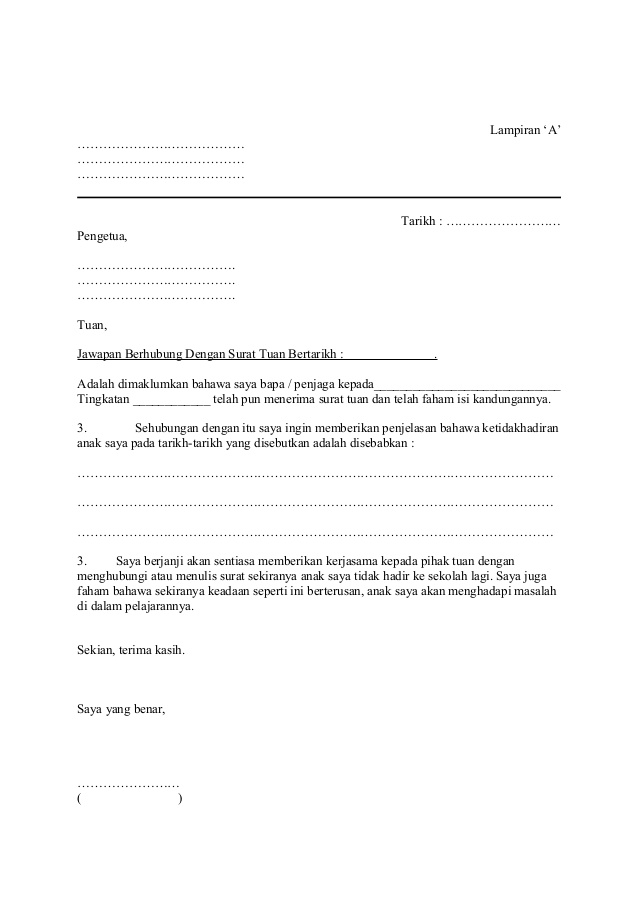 Lampiran ‘A’
…………………………………
…………………………………
…………………………………
Tarikh : ………………………
Pengetua,
……………………………….
……………………………….
……………………………….
Tuan,
Jawapan Berhubung Dengan Surat Tuan Bertarikh : ______________.
Adalah dimaklumkan bahawa saya bapa / penjaga kepada_____________________________
Tingkatan ____________ telah pun menerima surat tuan dan telah faham isi kandungannya.
3. Sehubungan dengan itu saya ingin memberikan penjelasan bahawa ketidakhadiran
anak saya pada tarikh-tarikh yang disebutkan adalah disebabkan :
…………………………………………………………………………………………………
…………………………………………………………………………………………………
…………………………………………………………………………………………………
3. Saya berjanji akan sentiasa memberikan kerjasama kepada pihak tuan dengan
menghubungi atau menulis surat sekiranya anak saya tidak hadir ke sekolah lagi. Saya juga
faham bahawa sekiranya keadaan seperti ini berterusan, anak saya akan menghadapi masalah
di dalam pelajarannya.
Sekian, terima kasih.
Saya yang benar,
……………………
( )